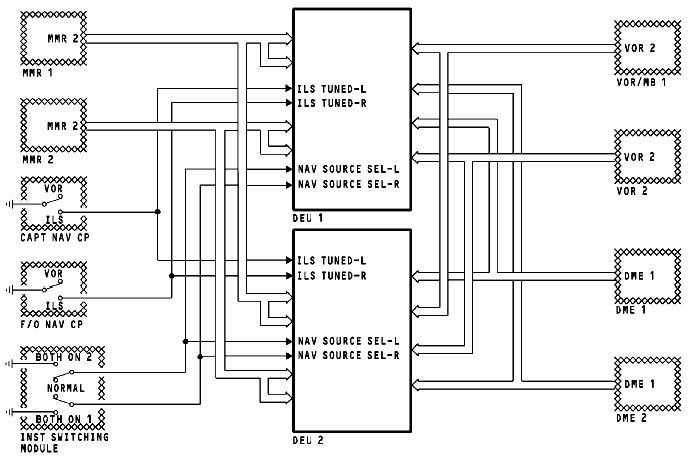 MMR 2
MMR 1
MMR 2
MMR 2
VOR
ILS
CAPT NAV CP
VOR
ILS
F/O NAV CP
BOTH ON 2
NORMAL
BOTH ON 1
INST SWITCHING
MODULE
ILS TUNED-L
ILS TUNED-R
NAV SOURCE SEL-L
NAV SOURCE SEL-R
DEU 1
ILS TUNED-L
ILS TUNED-R
NAV SOURCE SEL-L
NAV SOURCE SEL-R
DEU 2
VOR 2
VOR/MB 1
VOR 2
VOR 2
DME 1
DME 1
DME 1
DME 2